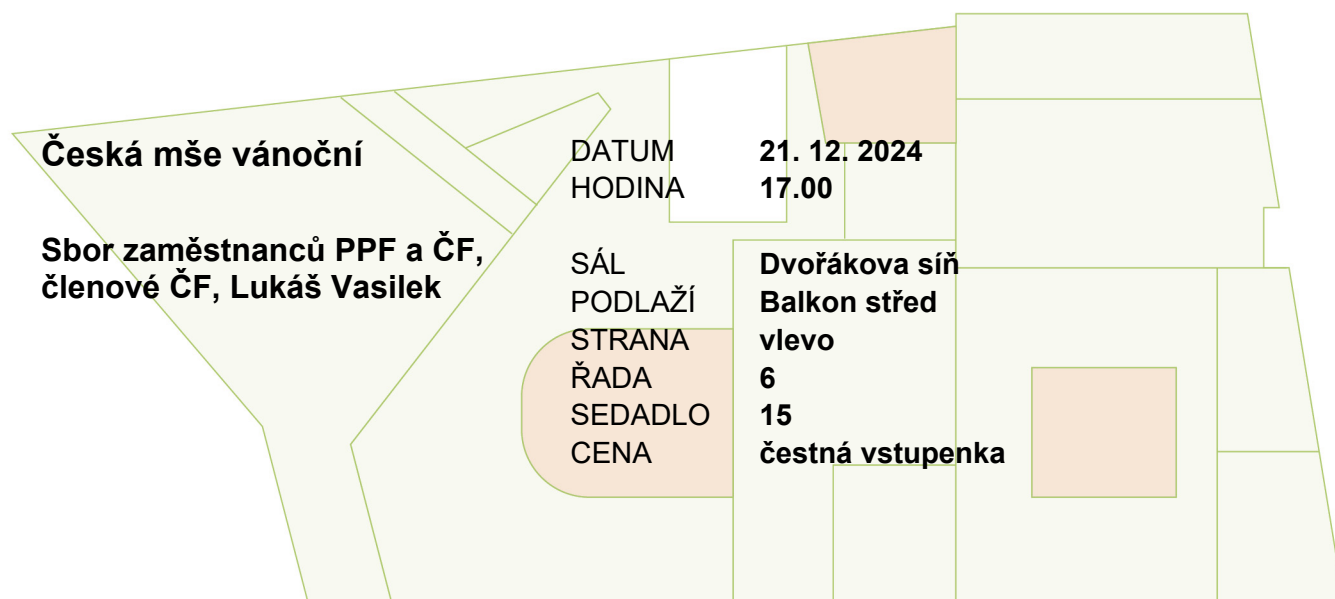 Česká mše vánoční
Sbor zaměstnanců PPF a ČF,
členové ČF, Lukáš Vasilek
DATUM 21. 12. 2024
HODINA 17.00
SÁL Dvořákova síň
PODLAŽÍ Balkon střed
STRANA vlevo
ŘADA 6
SEDADLO 15
CENA čestná vstupenka